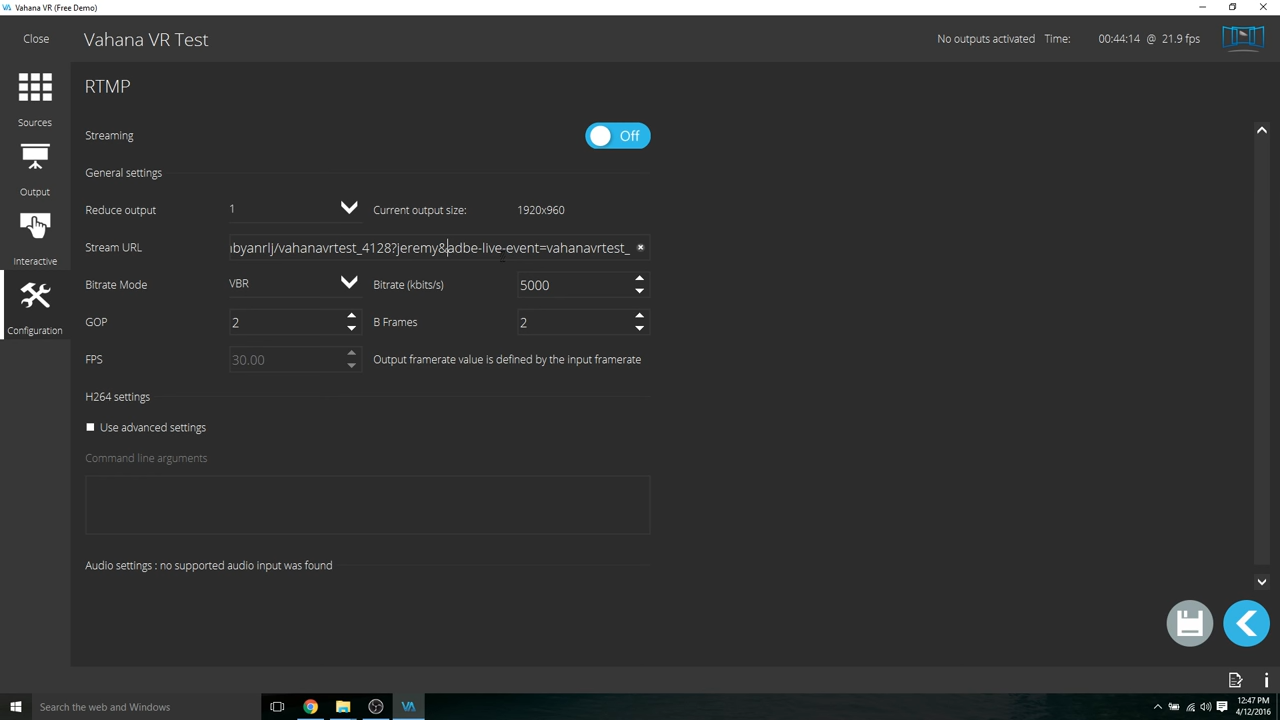 VA Vahana VR (Free Demo)
Close
Vahana VR Test
No outputs activated Time: 00:44:14 @ 21.9 fps
Sources
Output
Interactive
Configuration
RTMP
Streaming
Off
General settings
Reduce output 1 Current output size: 1920x960
Stream URL byanrlj/vahanavrtest_4128?jeremy&adbe-live-event=vahanavrtest_
Bitrate Mode VBR Bitrate (kbits/s) 5000
GOP 2 B Frames 2
FPS 30.00 Output framerate value is defined by the input framerate
H264 settings
Use advanced settings
Command line arguments
Audio settings : no supported audio input was found
Search the web and Windows
VA
12:47 PM
4/12/2016